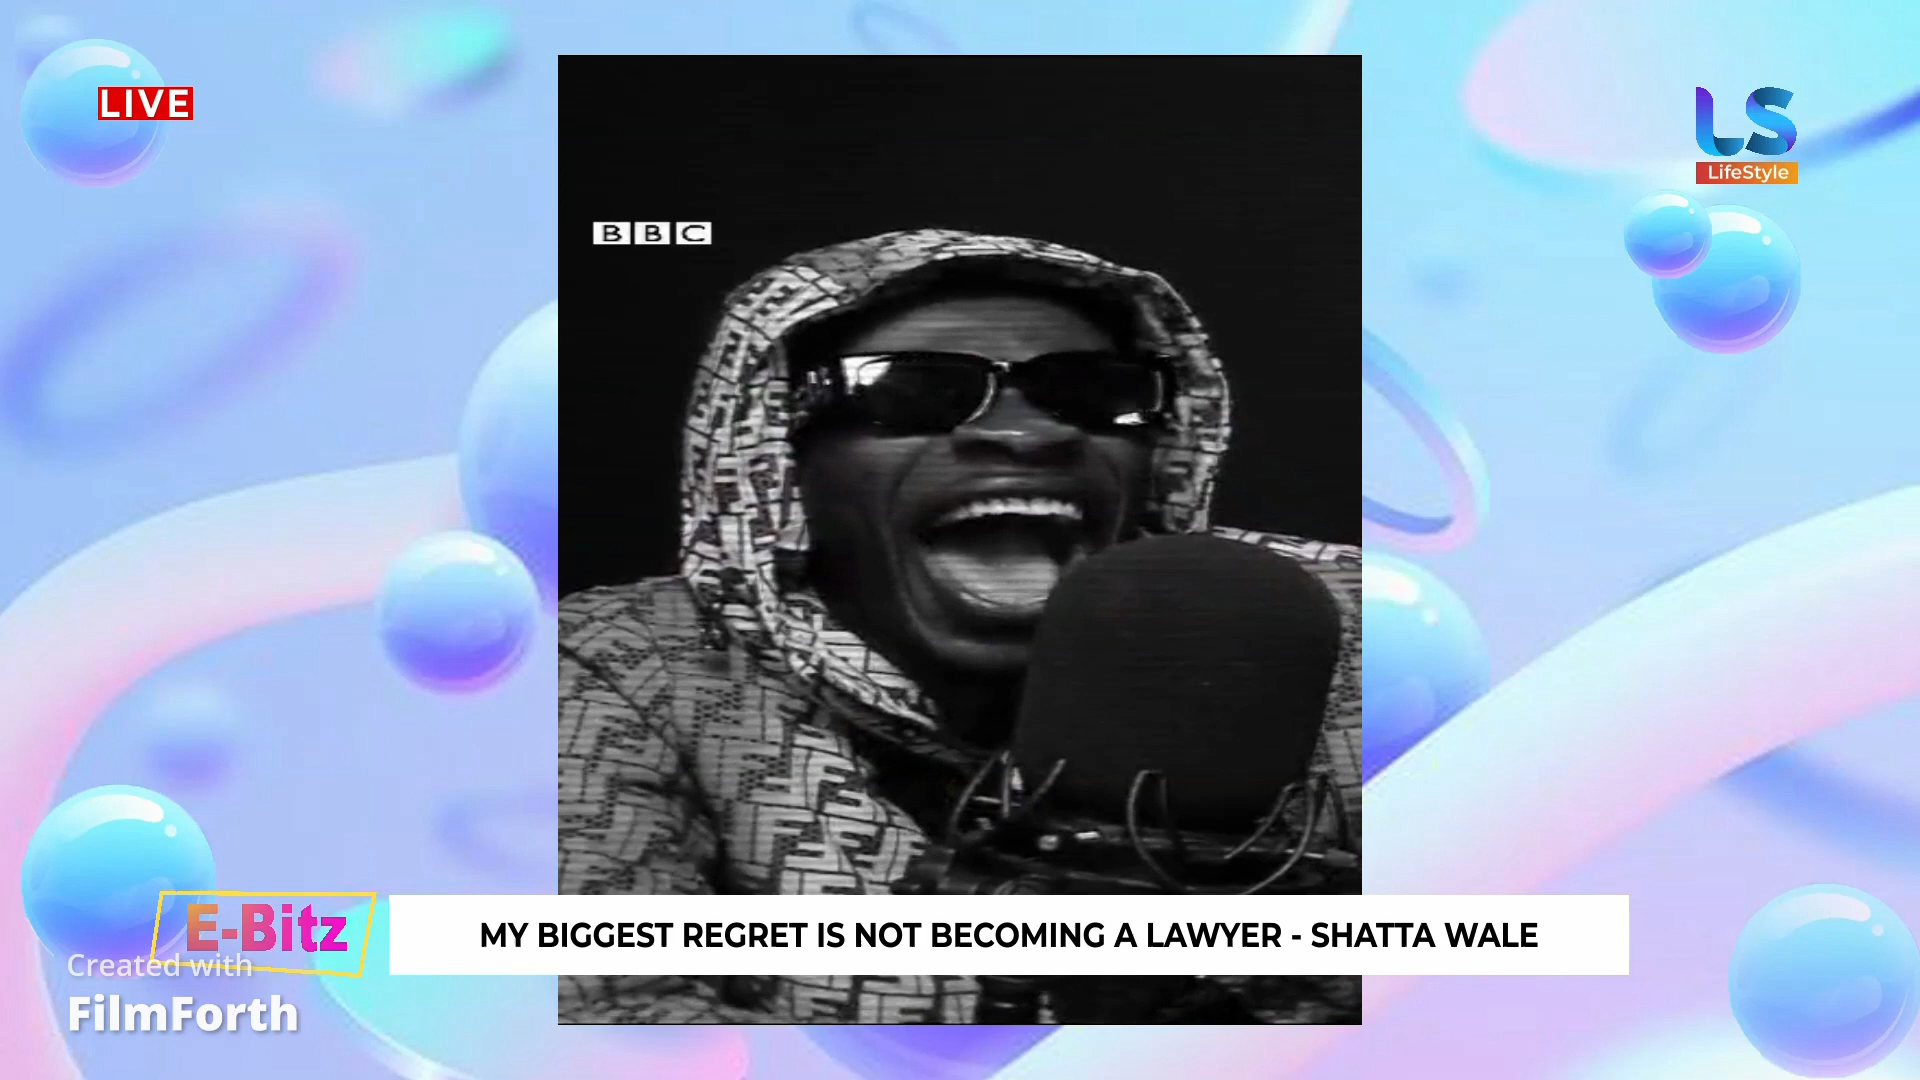 LIVE
LS
LifeStyle
BBC
E-Bitz
MY BIGGEST REGRET IS NOT BECOMING A LAWYER - SHATTA WALE
Created with
FilmForth